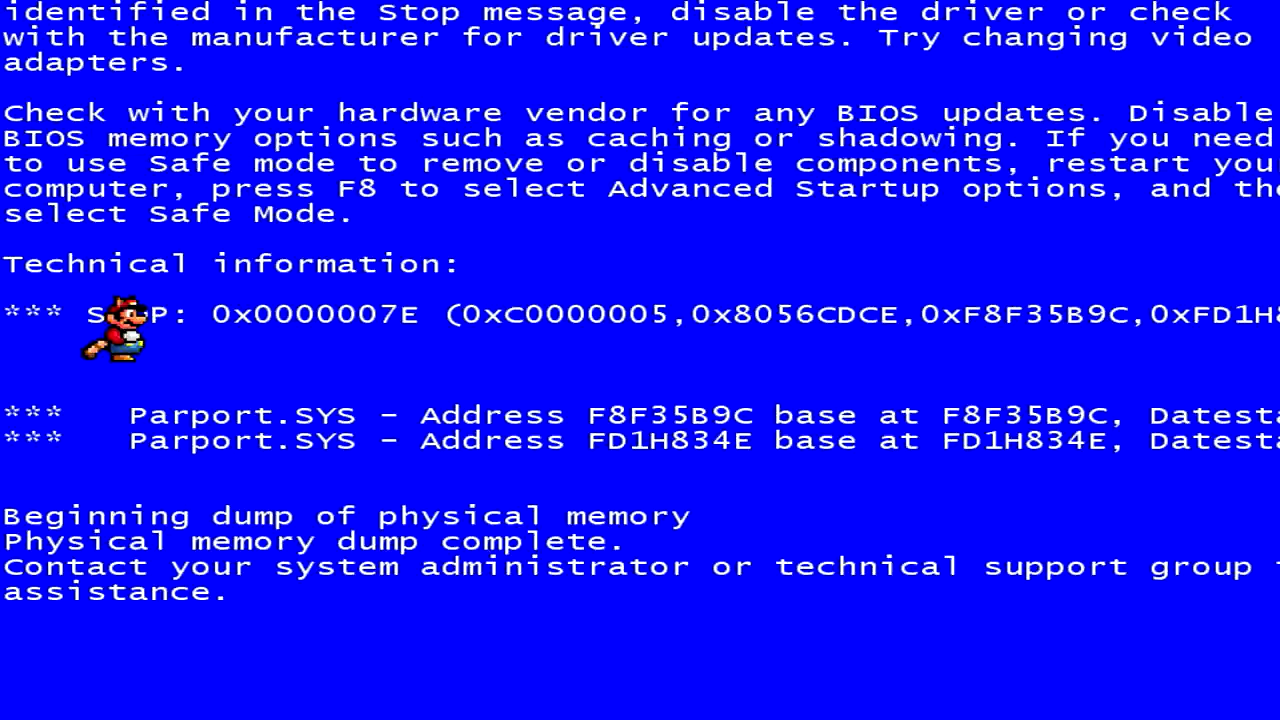 identified in the Stop message, disable the driver or check
with the manufacturer for driver updates. Try changing video
adapters.
Check with your hardware vendor for any BIOS updates. Disable
BIOS memory options such as caching or shadowing. If you need
to use Safe mode to remove or disable components, restart you
computer, press F8 to select Advanced Startup options, and the
select Safe Mode.
Technical information:
*** S P: 0x0000007E (0xC0000005,0x8056CDCE,0xF8F35B9C,0xFD1H8
*** Parport.SYS – Address F8F35B9C base at F8F35B9C, Datesta
*** Parport.SYS – Address FD1H834E base at FD1H834E, Datesta
Beginning dump of physical memory
Physical memory dump complete.
Contact your system administrator or technical support group
assistance.